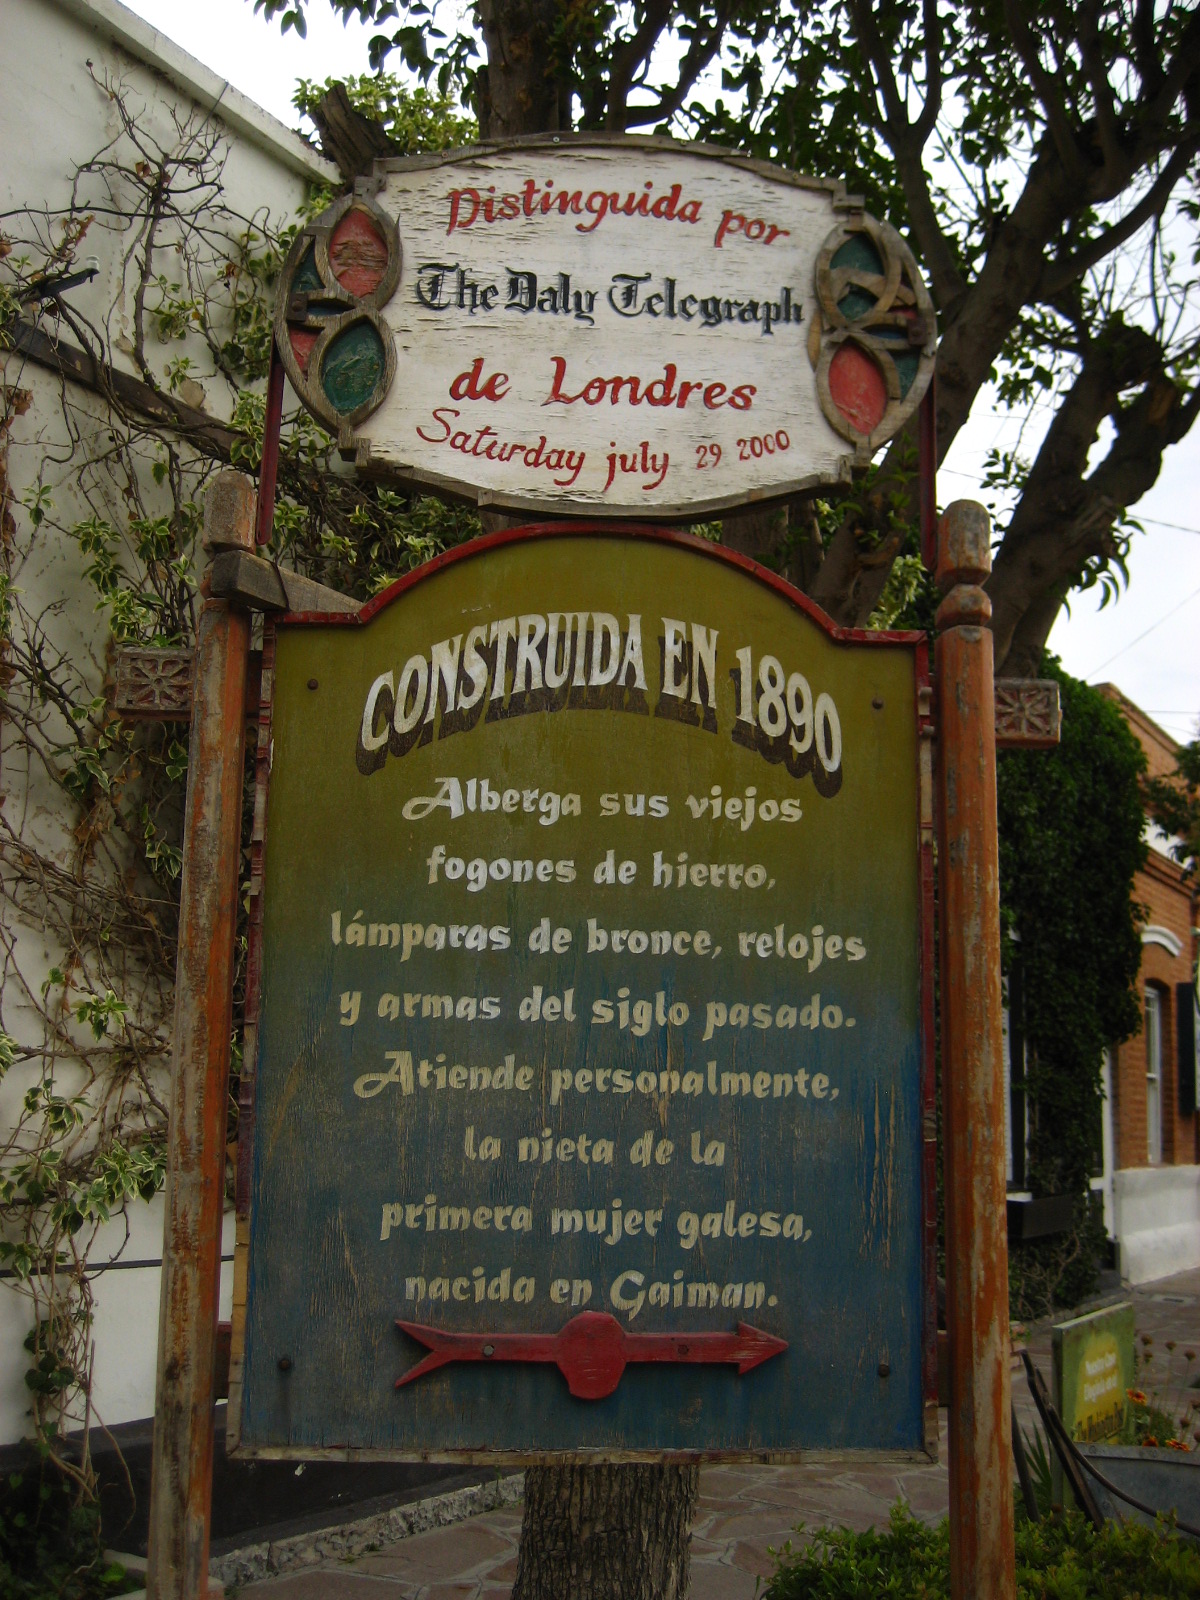 Distinguida por
The Daly Telegraph
de Londres
Saturday july 29 2000
CONSTRUIDA EN 1890
Alberga sus viejos
fogones de hierro,
lámparas de bronce, relojes
y armas del siglo pasado.
Atiende personalmente,
la nieta de la
primera mujer galesa,
nacida en Gaiman.